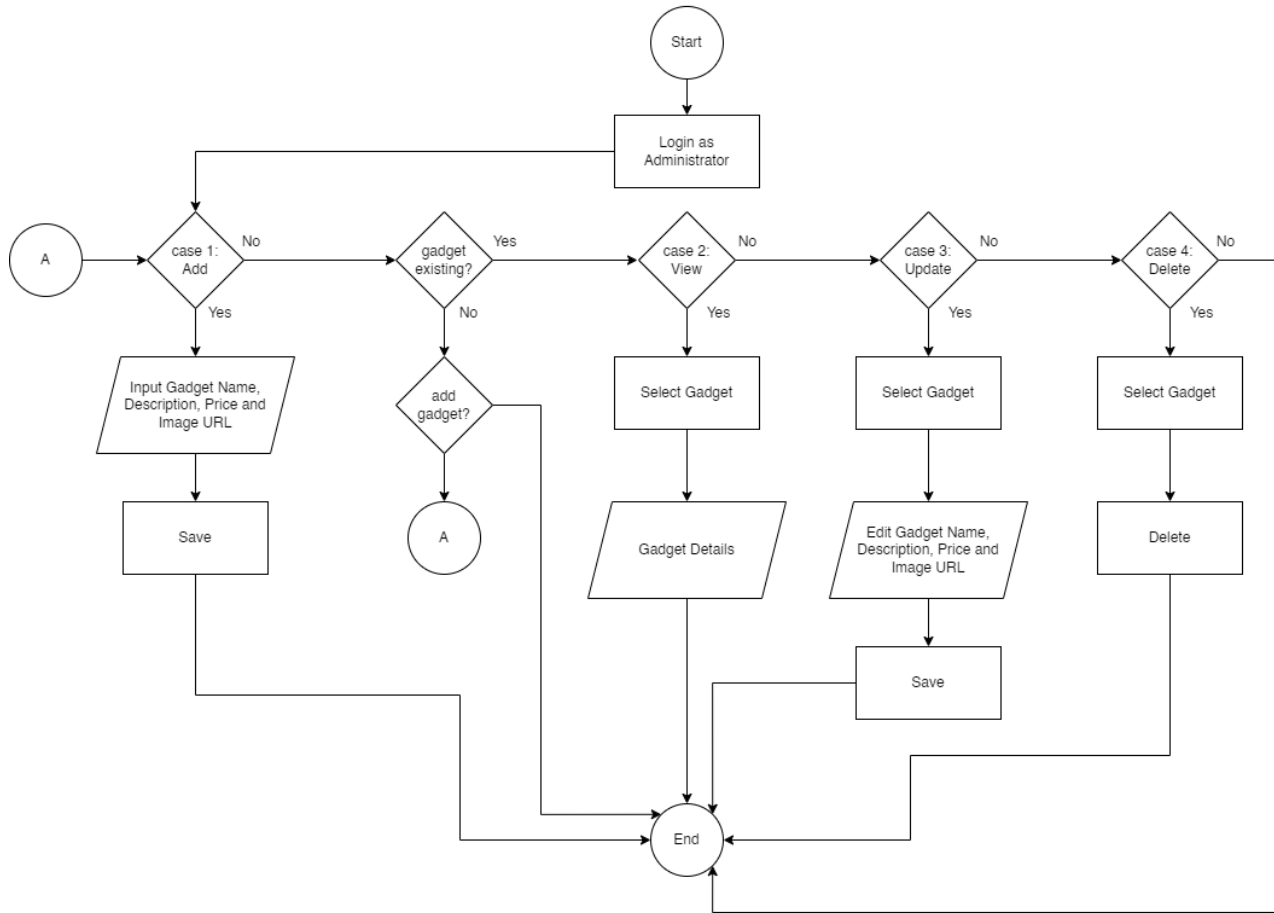 Start
Login as
Administrator
A
case 1:
Add
No
gadget
existing?
Yes
case 2:
View
No
case 3:
Update
No
case 4:
Delete
No
Yes
No
Yes
Yes
Yes
Input Gadget Name,
Description, Price and
Image URL
add
gadget?
Select Gadget
Select Gadget
Select Gadget
Save
A
Gadget Details
Edit Gadget Name,
Description, Price and
Image URL
Delete
Save
End